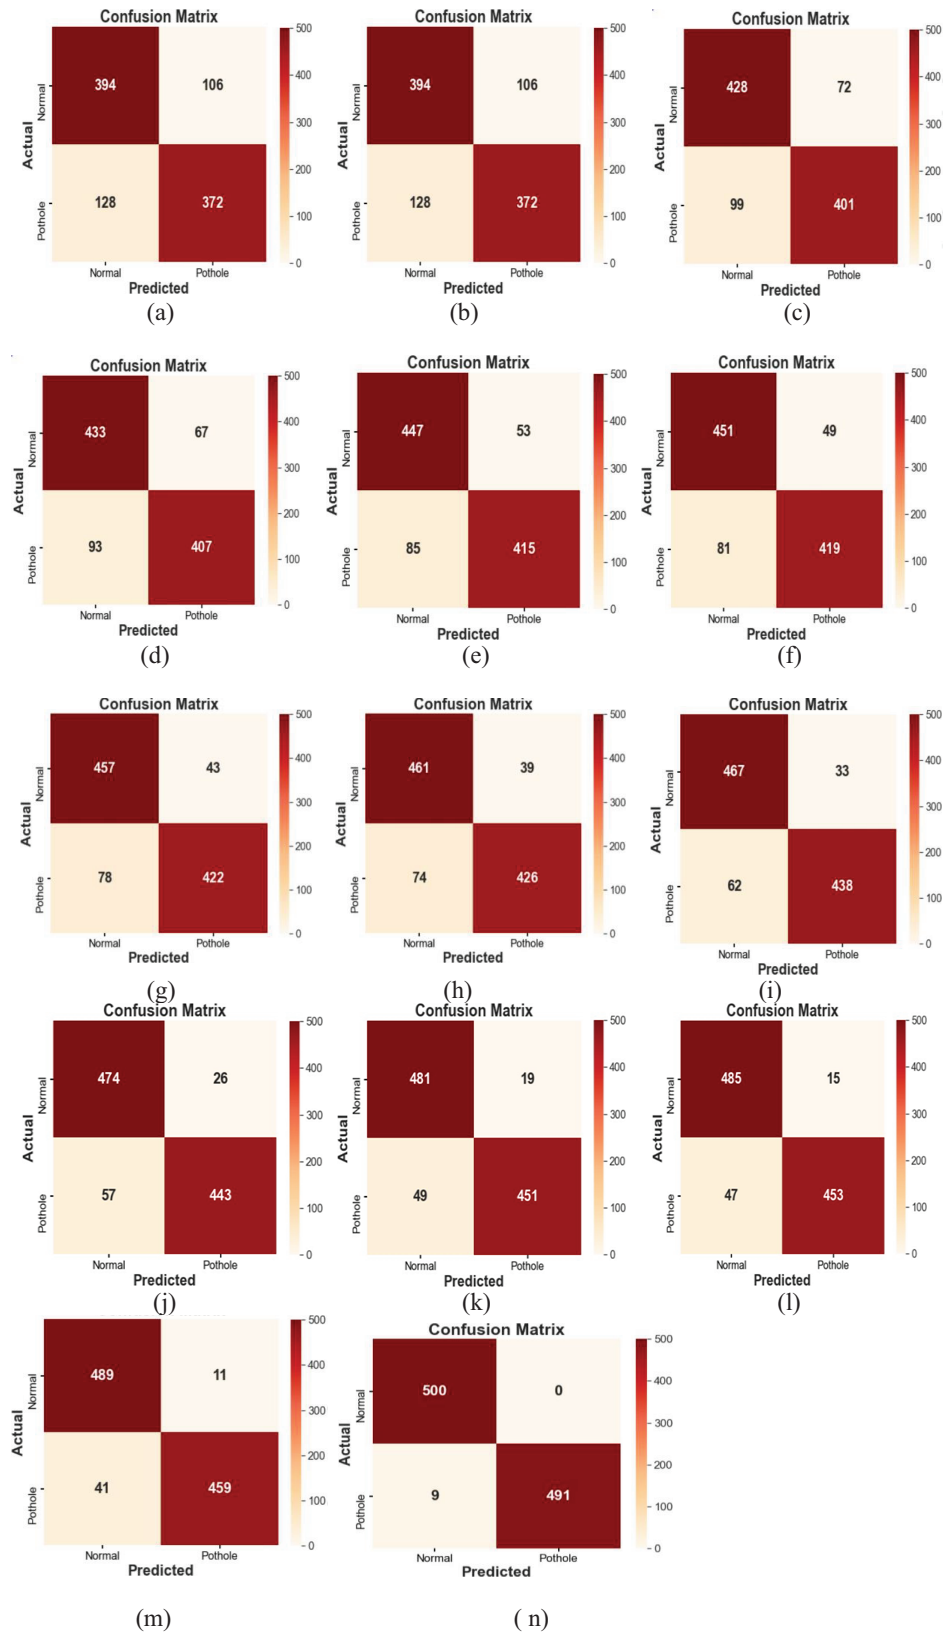 Confusion Matrix
Actual
Normal
Pothole
394 106
128 372
500
400
300
200
100
0
Normal Pothole
Predicted
(a)
Confusion Matrix
Actual
Normal
Pothole
394 106
128 372
500
400
300
200
100
0
Normal Pothole
Predicted
(b)
Confusion Matrix
Actual
Normal
Pothole
428 72
99 401
500
400
300
200
100
0
Normal Pothole
Predicted
(c)
Confusion Matrix
Actual
Normal
Pothole
433 67
93 407
500
400
300
200
100
0
Normal Pothole
Predicted
(d)
Confusion Matrix
Actual
Normal
Pothole
447 53
85 415
500
400
300
200
100
0
Normal Pothole
Predicted
(e)
Confusion Matrix
Actual
Normal
Pothole
451 49
81 419
500
400
300
200
100
0
Normal Pothole
Predicted
(f)
Confusion Matrix
Actual
Normal
Pothole
457 43
78 422
500
400
300
200
100
0
Normal Pothole
Predicted
(g)
Confusion Matrix
Actual
Normal
Pothole
461 39
74 426
500
400
300
200
100
0
Normal Pothole
Predicted
(h)
Confusion Matrix
Actual
Normal
Pothole
467 33
62 438
500
400
300
200
100
0
Normal Pothole
Predicted
(i)
Confusion Matrix
Actual
Normal
Pothole
474 26
57 443
500
400
300
200
100
0
Normal Pothole
Predicted
(j)
Confusion Matrix
Actual
Normal
Pothole
481 19
49 451
500
400
300
200
100
0
Normal Pothole
Predicted
(k)
Confusion Matrix
Actual
Normal
Pothole
485 15
47 453
500
400
300
200
100
0
Normal Pothole
Predicted
(l)
Actual
Normal
Pothole
489 11
41 459
500
400
300
200
100
0
Normal Pothole
Predicted
(m)
Confusion Matrix
Actual
Normal
Pothole
500 0
9 491
500
400
300
200
100
0
Normal Pothole
Predicted
( n)